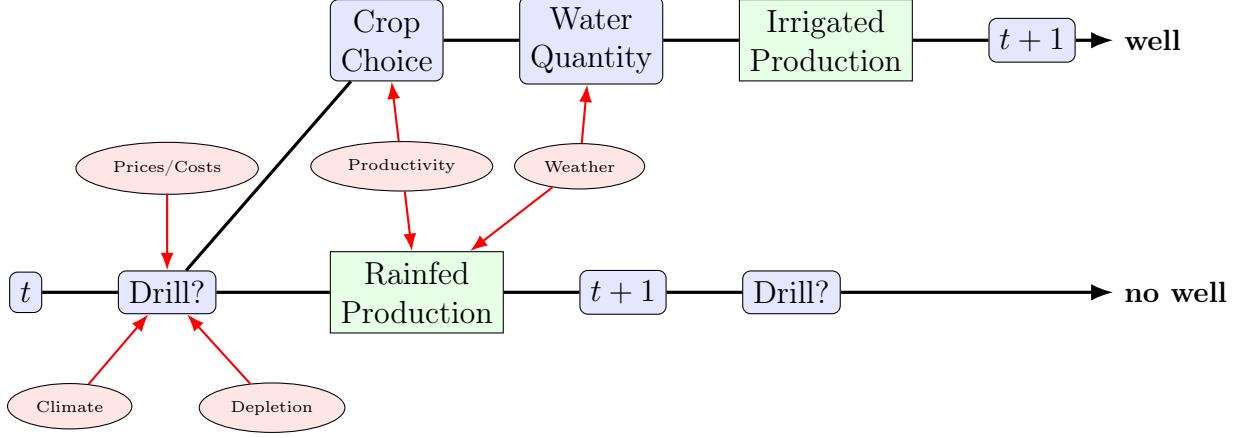 Crop
Choice
Water
Quantity
Irrigated
Production
t + 1
well
Prices/Costs
Productivity
Weather
t
Drill?
Rainfed
Production
t + 1
Drill?
no well
Climate
Depletion